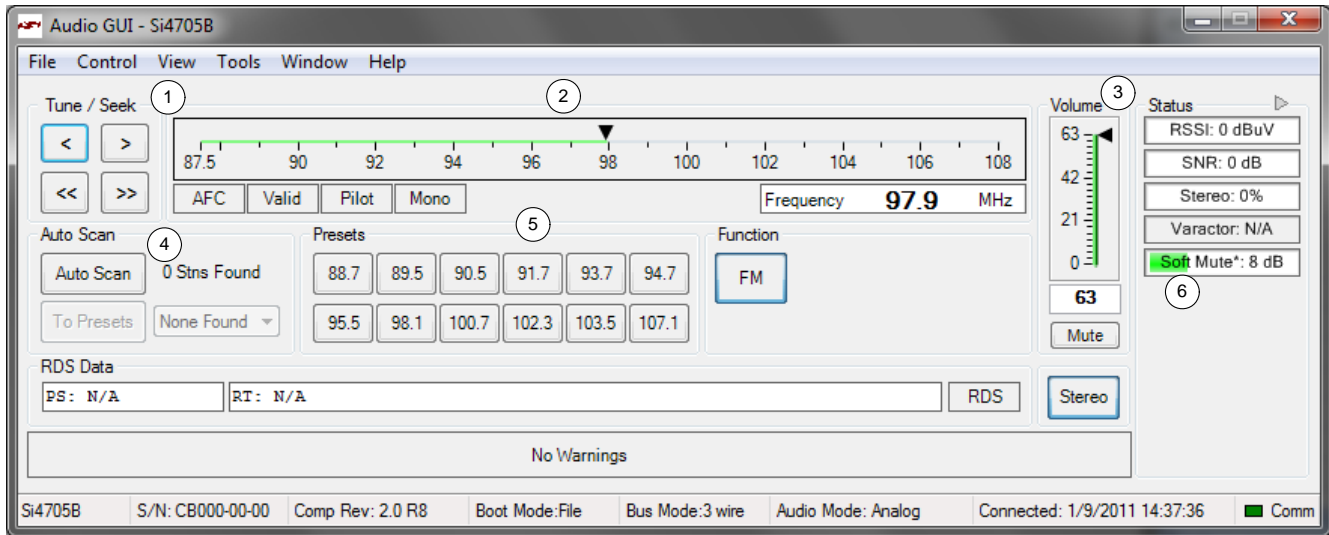 Audio GUI - Si4705B
File Control View Tools Window Help
Tune / Seek 1 2 Volume 3 Status
< >
<< >>
87.5 90 92 94 96 98 100 102 104 106 108
AFC Valid Pilot Mono Frequency 97.9 MHz
63
42
21
0
63
Mute
RSSI: 0 dBuV
SNR: 0 dB
Stereo: 0%
Varactor: N/A
Soft Mute*: 8 dB
6
Auto Scan 4 Presets 5 Function
Auto Scan 0 Stns Found
To Presets None Found
88.7 89.5 90.5 91.7 93.7 94.7
95.5 98.1 100.7 102.3 103.5 107.1
FM
RDS Data
PS: N/A RT: N/A RDS Stereo
No Warnings
Si4705B S/N: CB000-00-00 Comp Rev: 2.0 R8 Boot Mode:File Bus Mode:3 wire Audio Mode: Analog Connected: 1/9/2011 14:37:36 Comm